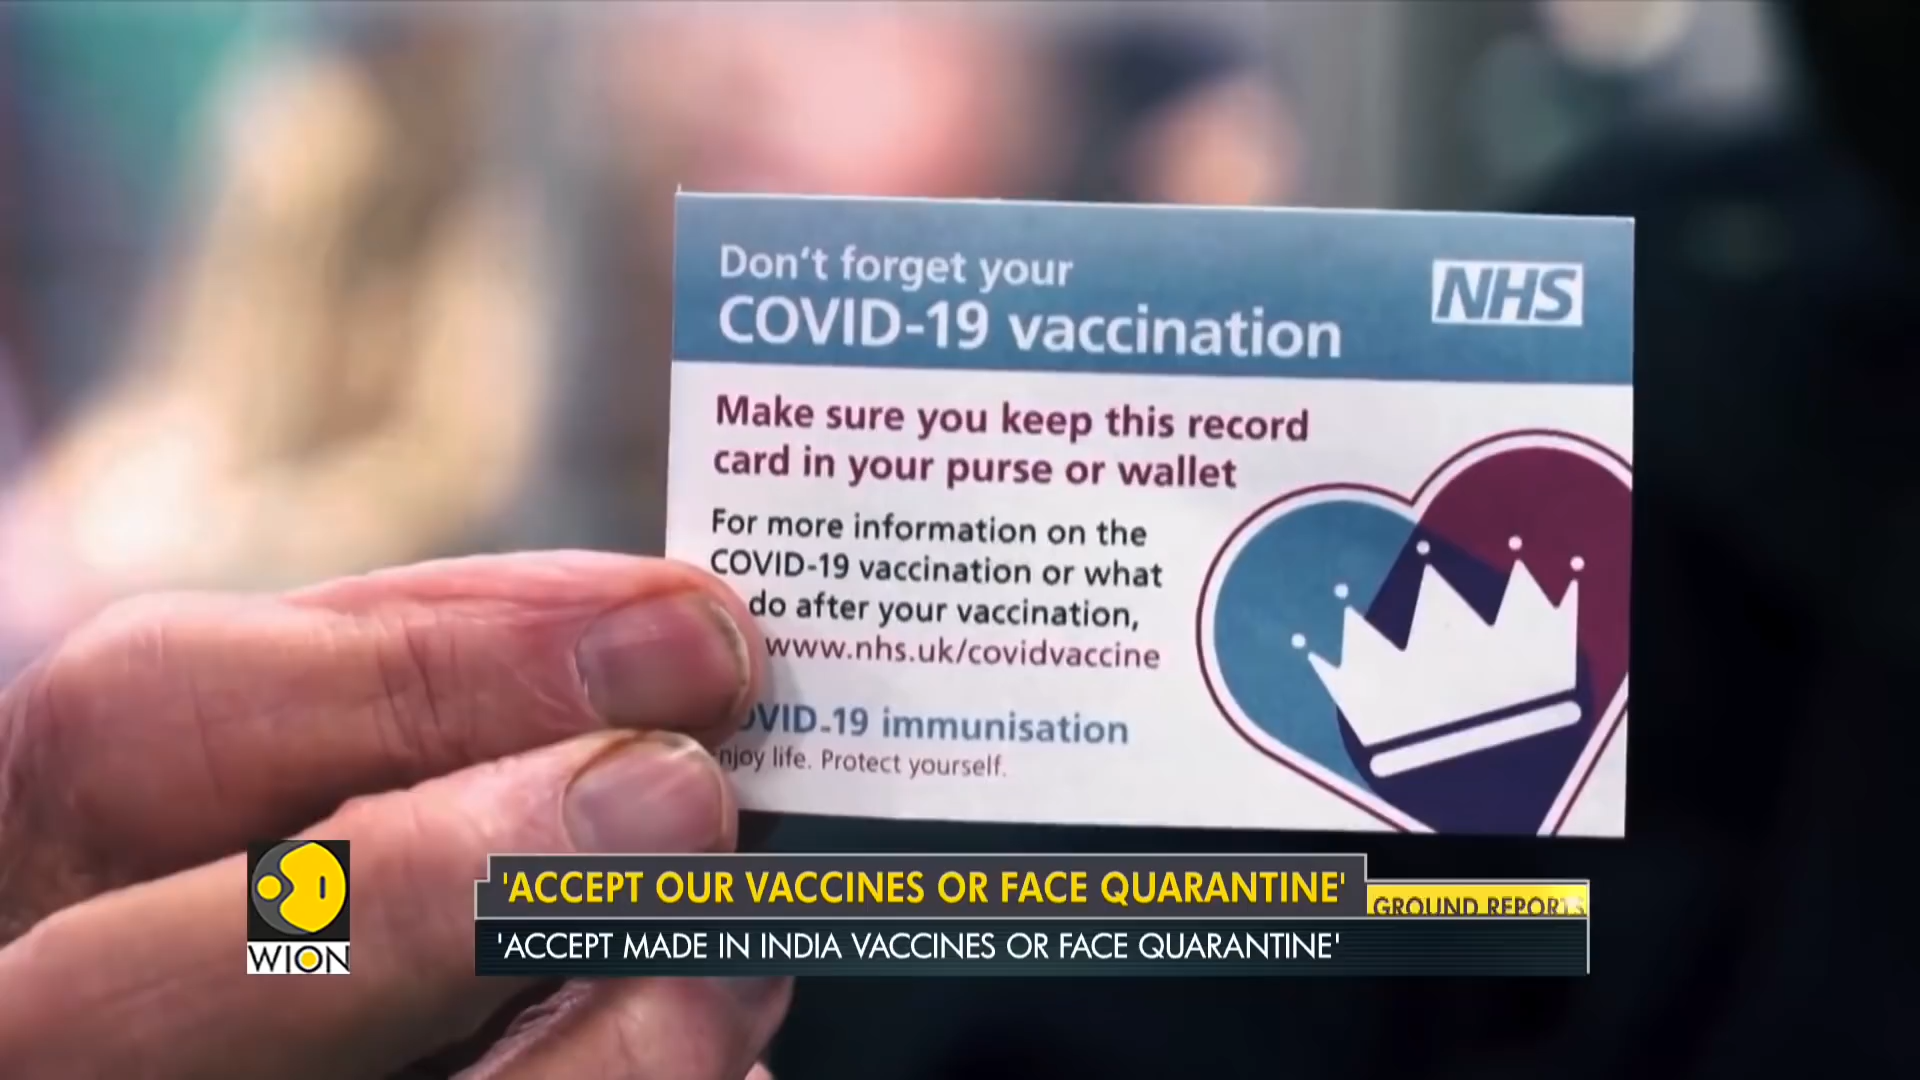 Don't forget your
COVID-19 vaccination
NHS
Make sure you keep this record
card in your purse or wallet
For more information on the
COVID-19 vaccination or what
do after your vaccination,
www.nhs.uk/covidvaccine
OVID-19 immunisation
njoy life. Protect yourself.
'ACCEPT OUR VACCINES OR FACE QUARANTINE'
GROUND REPORTS
'ACCEPT MADE IN INDIA VACCINES OR FACE QUARANTINE'
WION